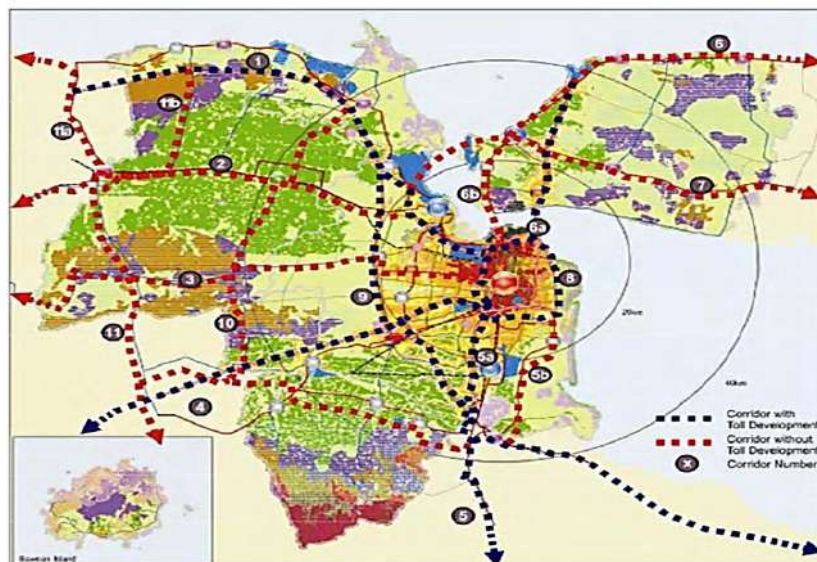 1
6
11b
11a
2
6b
7
6a
3
8
9
20km
11
10
5a
5b
40km
4
Corridor with
Toll Development
Corridor without
Toll Development
X
Corridor Number
5
Bawean Island